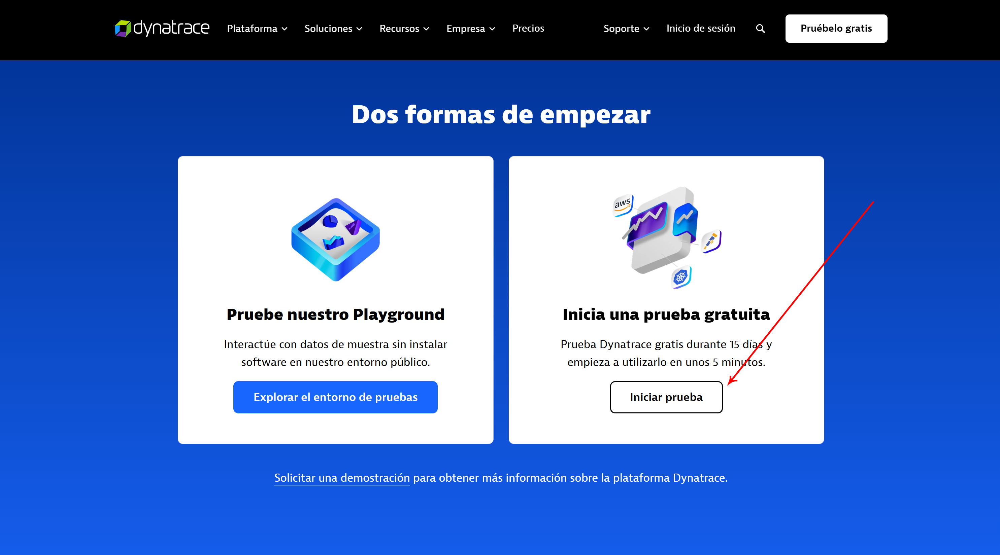 dynatrace Plataforma Soluciones Recursos Empresa Precios Soporte Inicio de sesión Pruébelo gratis
Dos formas de empezar
aws
Pruebe nuestro Playground
Interactúe con datos de muestra sin instalar
software en nuestro entorno público.
Explorar el entorno de pruebas
Inicia una prueba gratuita
Prueba Dynatrace gratis durante 15 días y
empieza a utilizarlo en unos 5 minutos.
Iniciar prueba
Solicitar una demostración para obtener más información sobre la plataforma Dynatrace.